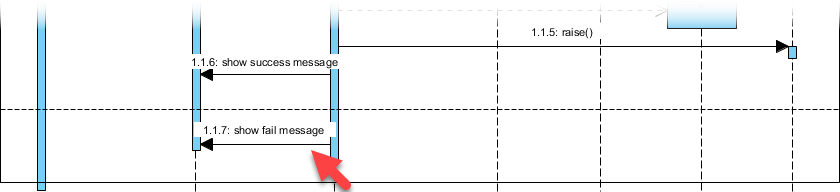 1.1.5: raise()
1.1.6: show success message
1.1.7: show fail message